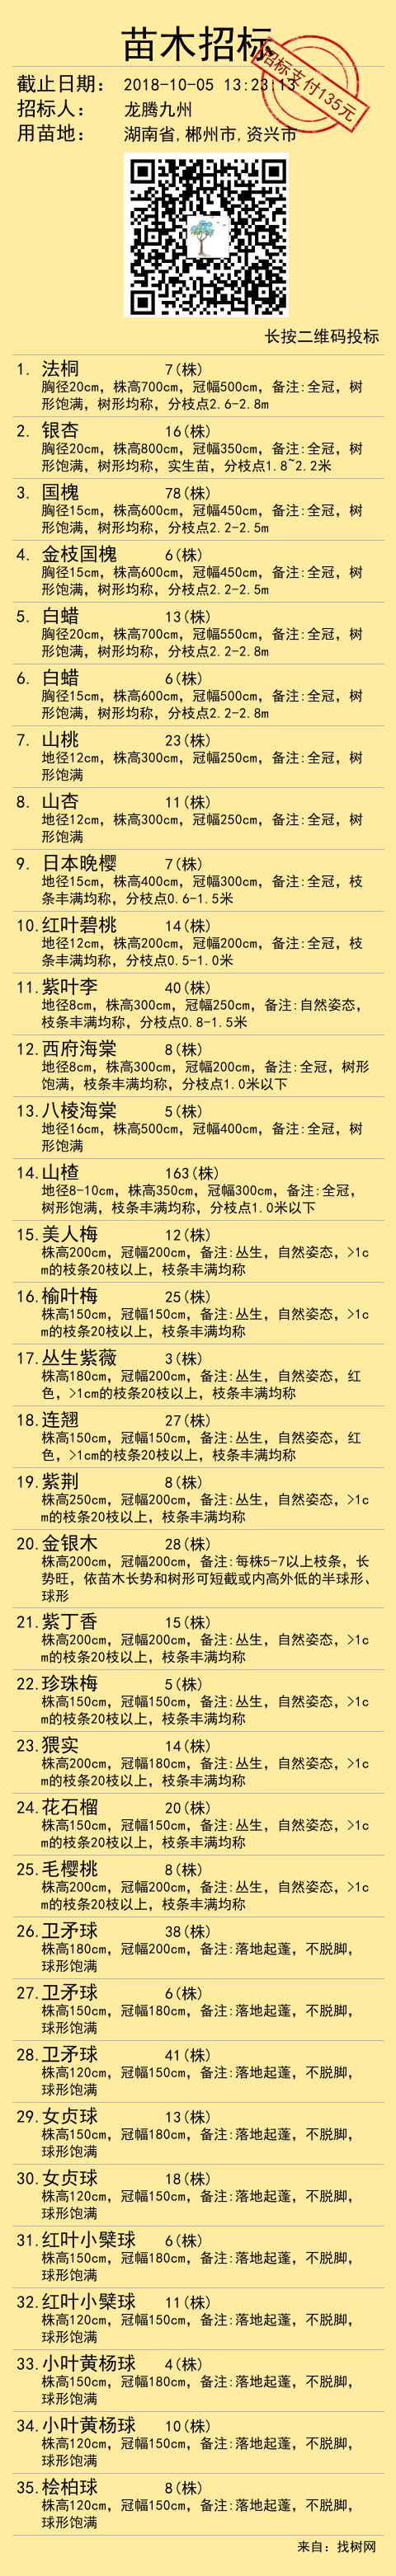 苗木招标
招标支付135元
截止日期： 2018-10-05 13:23:13
招标人： 龙腾九州
用苗地： 湖南省,郴州市,资兴市
长按二维码投标
1. 法桐 7(株)
胸径20cm, 株高700cm, 冠幅500cm, 备注:全冠, 树
形饱满, 树形均称, 分枝点2.6-2.8m
2. 银杏 16(株)
胸径20cm, 株高800cm, 冠幅350cm, 备注:全冠, 树
形饱满, 树形均称, 实生苗, 分枝点1.8~2.2米
3. 国槐 78(株)
胸径15cm, 株高600cm, 冠幅450cm, 备注:全冠, 树
形饱满, 树形均称, 分枝点2.2-2.5m
4. 金枝国槐 6(株)
胸径15cm, 株高600cm, 冠幅450cm, 备注:全冠, 树
形饱满, 树形均称, 分枝点2.2-2.5m
5. 白蜡 13(株)
胸径20cm, 株高700cm, 冠幅550cm, 备注:全冠, 树
形饱满, 树形均称, 分枝点2.2-2.8m
6. 白蜡 6(株)
胸径15cm, 株高600cm, 冠幅500cm, 备注:全冠, 树
形饱满, 树形均称, 分枝点2.2-2.8m
7. 山桃 23(株)
地径12cm, 株高300cm, 冠幅250cm, 备注:全冠, 树
形饱满
8. 山杏 11(株)
地径12cm, 株高300cm, 冠幅250cm, 备注:全冠, 树
形饱满
9. 日本晚樱 7(株)
地径15cm, 株高400cm, 冠幅300cm, 备注:全冠, 枝
条丰满均称, 分枝点0.6-1.5米
10.红叶碧桃 14(株)
地径12cm, 株高200cm, 冠幅200cm, 备注:全冠, 枝
条丰满均称, 分枝点0.5-1.0米
11.紫叶李 40(株)
地径8cm, 株高300cm, 冠幅250cm, 备注:自然姿态,
枝条丰满均称, 分枝点0.8-1.5米
12.西府海棠 8(株)
地径8cm, 株高300cm, 冠幅200cm, 备注:全冠, 树形
饱满, 枝条丰满均称, 分枝点1.0米以下
13.八棱海棠 5(株)
地径16cm, 株高500cm, 冠幅400cm, 备注:全冠, 树
形饱满
14.山楂 163(株)
地径8-10cm, 株高350cm, 冠幅300cm, 备注:全冠,
树形饱满, 枝条丰满均称, 分枝点1.0米以下
15.美人梅 12(株)
株高200cm, 冠幅200cm, 备注:丛生, 自然姿态, >1c
m的枝条20枝以上, 枝条丰满均称
16.榆叶梅 25(株)
株高150cm, 冠幅150cm, 备注:丛生, 自然姿态, >1c
m的枝条20枝以上, 枝条丰满均称
17.丛生紫薇 3(株)
株高180cm, 冠幅200cm, 备注:丛生, 自然姿态, 红
色, >1cm的枝条20枝以上, 枝条丰满均称
18.连翘 27(株)
株高150cm, 冠幅150cm, 备注:丛生, 自然姿态, 红
色, >1cm的枝条20枝以上, 枝条丰满均称
19.紫荆 8(株)
株高250cm, 冠幅200cm, 备注:丛生, 自然姿态, >1c
m的枝条20枝以上, 枝条丰满均称
20.金银木 28(株)
株高200cm, 冠幅200cm, 备注:每株5-7以上枝条, 长
势旺, 依苗木长势和树形可短截或内高外低的半球形、
球形
21.紫丁香 15(株)
株高200cm, 冠幅200cm, 备注:丛生, 自然姿态, >1c
m的枝条20枝以上, 枝条丰满均称
22.珍珠梅 5(株)
株高150cm, 冠幅150cm, 备注:丛生, 自然姿态, >1c
m的枝条20枝以上, 枝条丰满均称
23.猥实 14(株)
株高200cm, 冠幅180cm, 备注:丛生, 自然姿态, >1c
m的枝条20枝以上, 枝条丰满均称
24.花石榴 20(株)
株高150cm, 冠幅150cm, 备注:丛生, 自然姿态, >1c
m的枝条20枝以上, 枝条丰满均称
25.毛樱桃 8(株)
株高200cm, 冠幅200cm, 备注:丛生, 自然姿态, >1c
m的枝条20枝以上, 枝条丰满均称
26.卫矛球 38(株)
株高180cm, 冠幅200cm, 备注:落地起蓬, 不脱脚,
球形饱满
27.卫矛球 6(株)
株高150cm, 冠幅180cm, 备注:落地起蓬, 不脱脚,
球形饱满
28.卫矛球 41(株)
株高120cm, 冠幅150cm, 备注:落地起蓬, 不脱脚,
球形饱满
29.女贞球 13(株)
株高150cm, 冠幅180cm, 备注:落地起蓬, 不脱脚,
球形饱满
30.女贞球 18(株)
株高120cm, 冠幅150cm, 备注:落地起蓬, 不脱脚,
球形饱满
31.红叶小檗球 6(株)
株高150cm, 冠幅180cm, 备注:落地起蓬, 不脱脚,
球形饱满
32.红叶小檗球 11(株)
株高120cm, 冠幅150cm, 备注:落地起蓬, 不脱脚,
球形饱满
33.小叶黄杨球 4(株)
株高150cm, 冠幅180cm, 备注:落地起蓬, 不脱脚,
球形饱满
34.小叶黄杨球 10(株)
株高120cm, 冠幅150cm, 备注:落地起蓬, 不脱脚,
球形饱满
35.桧柏球 8(株)
株高120cm, 冠幅150cm, 备注:落地起蓬, 不脱脚,
球形饱满
来自: 找树网